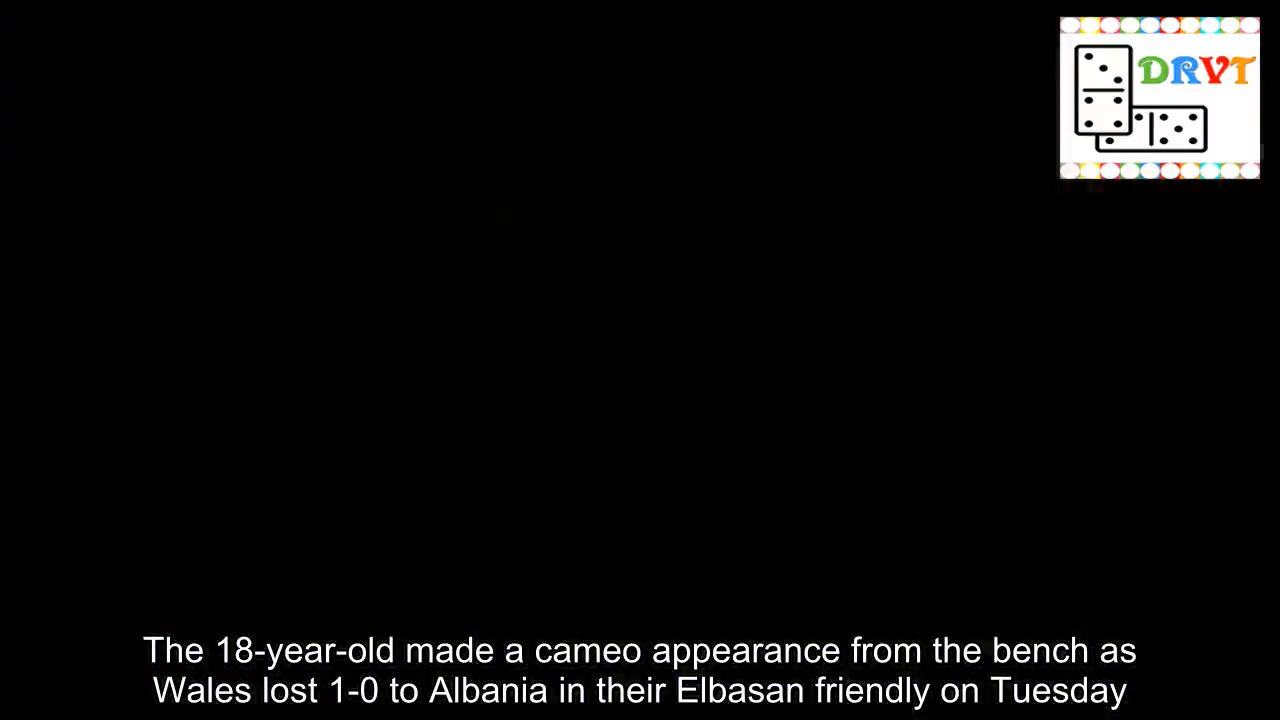 DRVT
The 18-year-old made a cameo appearance from the bench as
Wales lost 1-0 to Albania in their Elbasan friendly on Tuesday